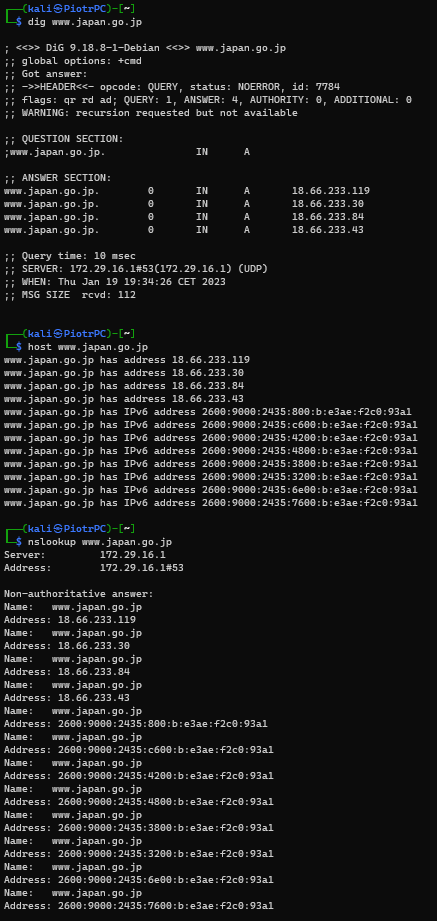 ┌──(kali㉿PiotrPC)-[~]
└─$ dig www.japan.go.jp
; <<>> DiG 9.18.8-1-Debian <<>> www.japan.go.jp
;; global options: +cmd
;; Got answer:
;; ->>HEADER<<- opcode: QUERY, status: NOERROR, id: 7784
;; flags: qr rd ad; QUERY: 1, ANSWER: 4, AUTHORITY: 0, ADDITIONAL: 0
;; WARNING: recursion requested but not available
;; QUESTION SECTION:
;www.japan.go.jp. IN A
;; ANSWER SECTION:
www.japan.go.jp. 0 IN A 18.66.233.119
www.japan.go.jp. 0 IN A 18.66.233.30
www.japan.go.jp. 0 IN A 18.66.233.84
www.japan.go.jp. 0 IN A 18.66.233.43
;; Query time: 10 msec
;; SERVER: 172.29.16.1#53(172.29.16.1) (UDP)
;; WHEN: Thu Jan 19 19:34:26 CET 2023
;; MSG SIZE rcvd: 112
┌──(kali㉿PiotrPC)-[~]
└─$ host www.japan.go.jp
www.japan.go.jp has address 18.66.233.119
www.japan.go.jp has address 18.66.233.30
www.japan.go.jp has address 18.66.233.84
www.japan.go.jp has address 18.66.233.43
www.japan.go.jp has IPv6 address 2600:9000:2435:800:b:e3ae:f2c0:93a1
www.japan.go.jp has IPv6 address 2600:9000:2435:c600:b:e3ae:f2c0:93a1
www.japan.go.jp has IPv6 address 2600:9000:2435:4200:b:e3ae:f2c0:93a1
www.japan.go.jp has IPv6 address 2600:9000:2435:4800:b:e3ae:f2c0:93a1
www.japan.go.jp has IPv6 address 2600:9000:2435:3800:b:e3ae:f2c0:93a1
www.japan.go.jp has IPv6 address 2600:9000:2435:3200:b:e3ae:f2c0:93a1
www.japan.go.jp has IPv6 address 2600:9000:2435:6e00:b:e3ae:f2c0:93a1
www.japan.go.jp has IPv6 address 2600:9000:2435:7600:b:e3ae:f2c0:93a1
┌──(kali㉿PiotrPC)-[~]
└─$ nslookup www.japan.go.jp
Server: 172.29.16.1
Address: 172.29.16.1#53
Non-authoritative answer:
Name: www.japan.go.jp
Address: 18.66.233.119
Name: www.japan.go.jp
Address: 18.66.233.30
Name: www.japan.go.jp
Address: 18.66.233.84
Name: www.japan.go.jp
Address: 18.66.233.43
Name: www.japan.go.jp
Address: 2600:9000:2435:800:b:e3ae:f2c0:93a1
Name: www.japan.go.jp
Address: 2600:9000:2435:c600:b:e3ae:f2c0:93a1
Name: www.japan.go.jp
Address: 2600:9000:2435:4200:b:e3ae:f2c0:93a1
Name: www.japan.go.jp
Address: 2600:9000:2435:4800:b:e3ae:f2c0:93a1
Name: www.japan.go.jp
Address: 2600:9000:2435:3800:b:e3ae:f2c0:93a1
Name: www.japan.go.jp
Address: 2600:9000:2435:3200:b:e3ae:f2c0:93a1
Name: www.japan.go.jp
Address: 2600:9000:2435:6e00:b:e3ae:f2c0:93a1
Name: www.japan.go.jp
Address: 2600:9000:2435:7600:b:e3ae:f2c0:93a1